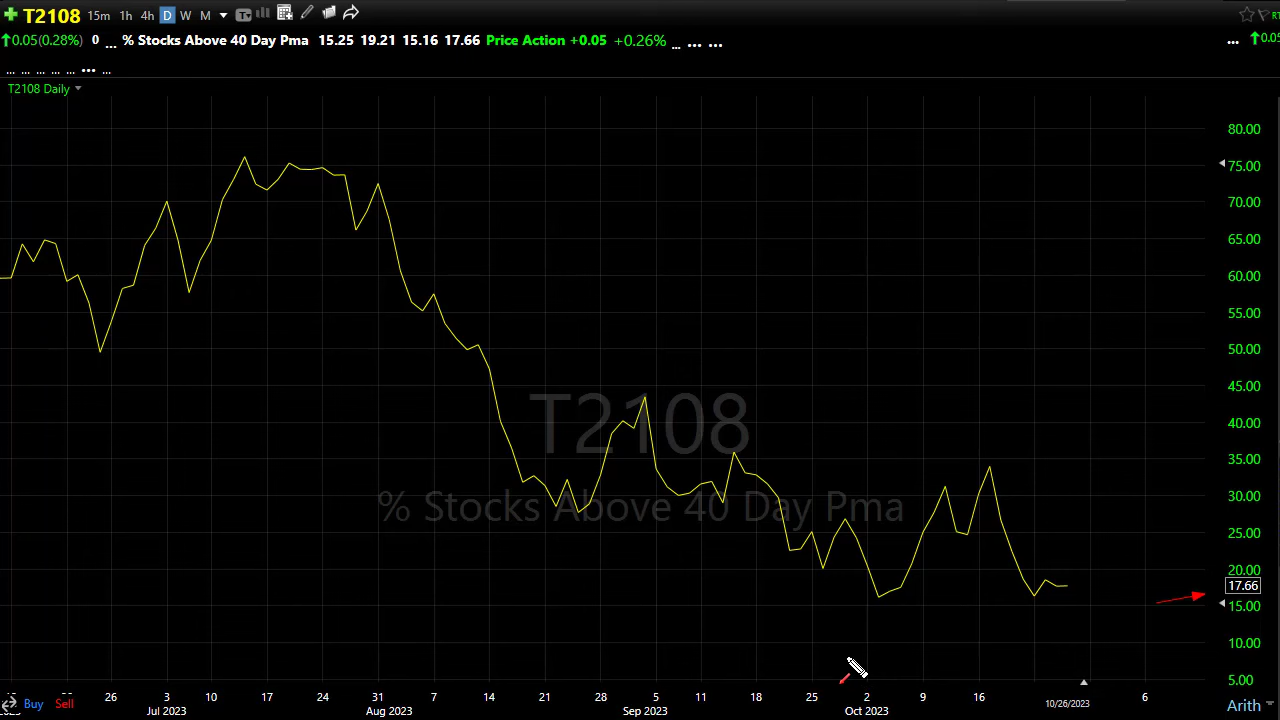 T2108 15m 1h 4h D W M T RT
0.05(0.28%) 0 ... % Stocks Above 40 Day Pma 15.25 19.21 15.16 17.66 Price Action +0.05 +0.26% ... ... ... ... 0.05
... ... ... ... ... ... ...
T2108 Daily
80.00
75.00
70.00
65.00
60.00
55.00
50.00
45.00
40.00
35.00
30.00
25.00
20.00
17.66
15.00
10.00
5.00
T2108
% Stocks Above 40 Day Pma
26 3 10 17 24 31 7 14 21 28 5 11 18 25 2 9 16 6
Buy Sell Jul 2023 Aug 2023 Sep 2023 Oct 2023 10/26/2023 Arith